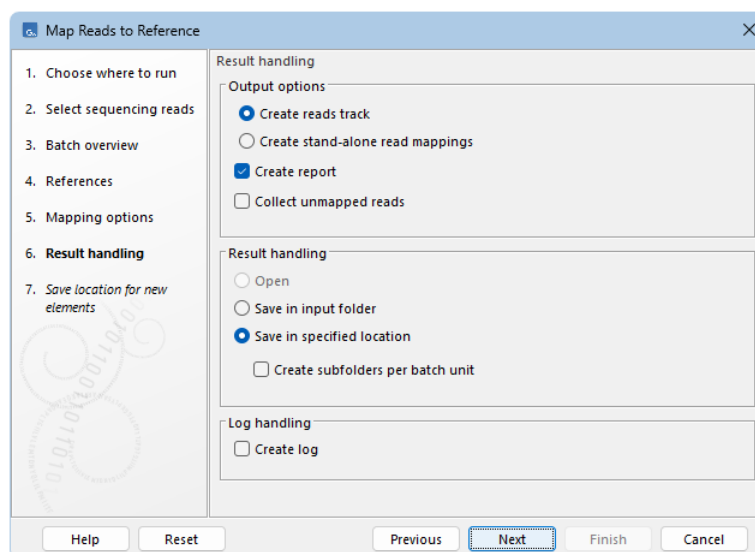 Map Reads to Reference
1. Choose where to run
2. Select sequencing reads
3. Batch overview
4. References
5. Mapping options
6. Result handling
7. Save location for new
elements
Result handling
Output options
Create reads track
Create stand-alone read mappings
Create report
Collect unmapped reads
Result handling
Open
Save in input folder
Save in specified location
Create subfolders per batch unit
Log handling
Create log
Help
Reset
Previous
Next
Finish
Cancel